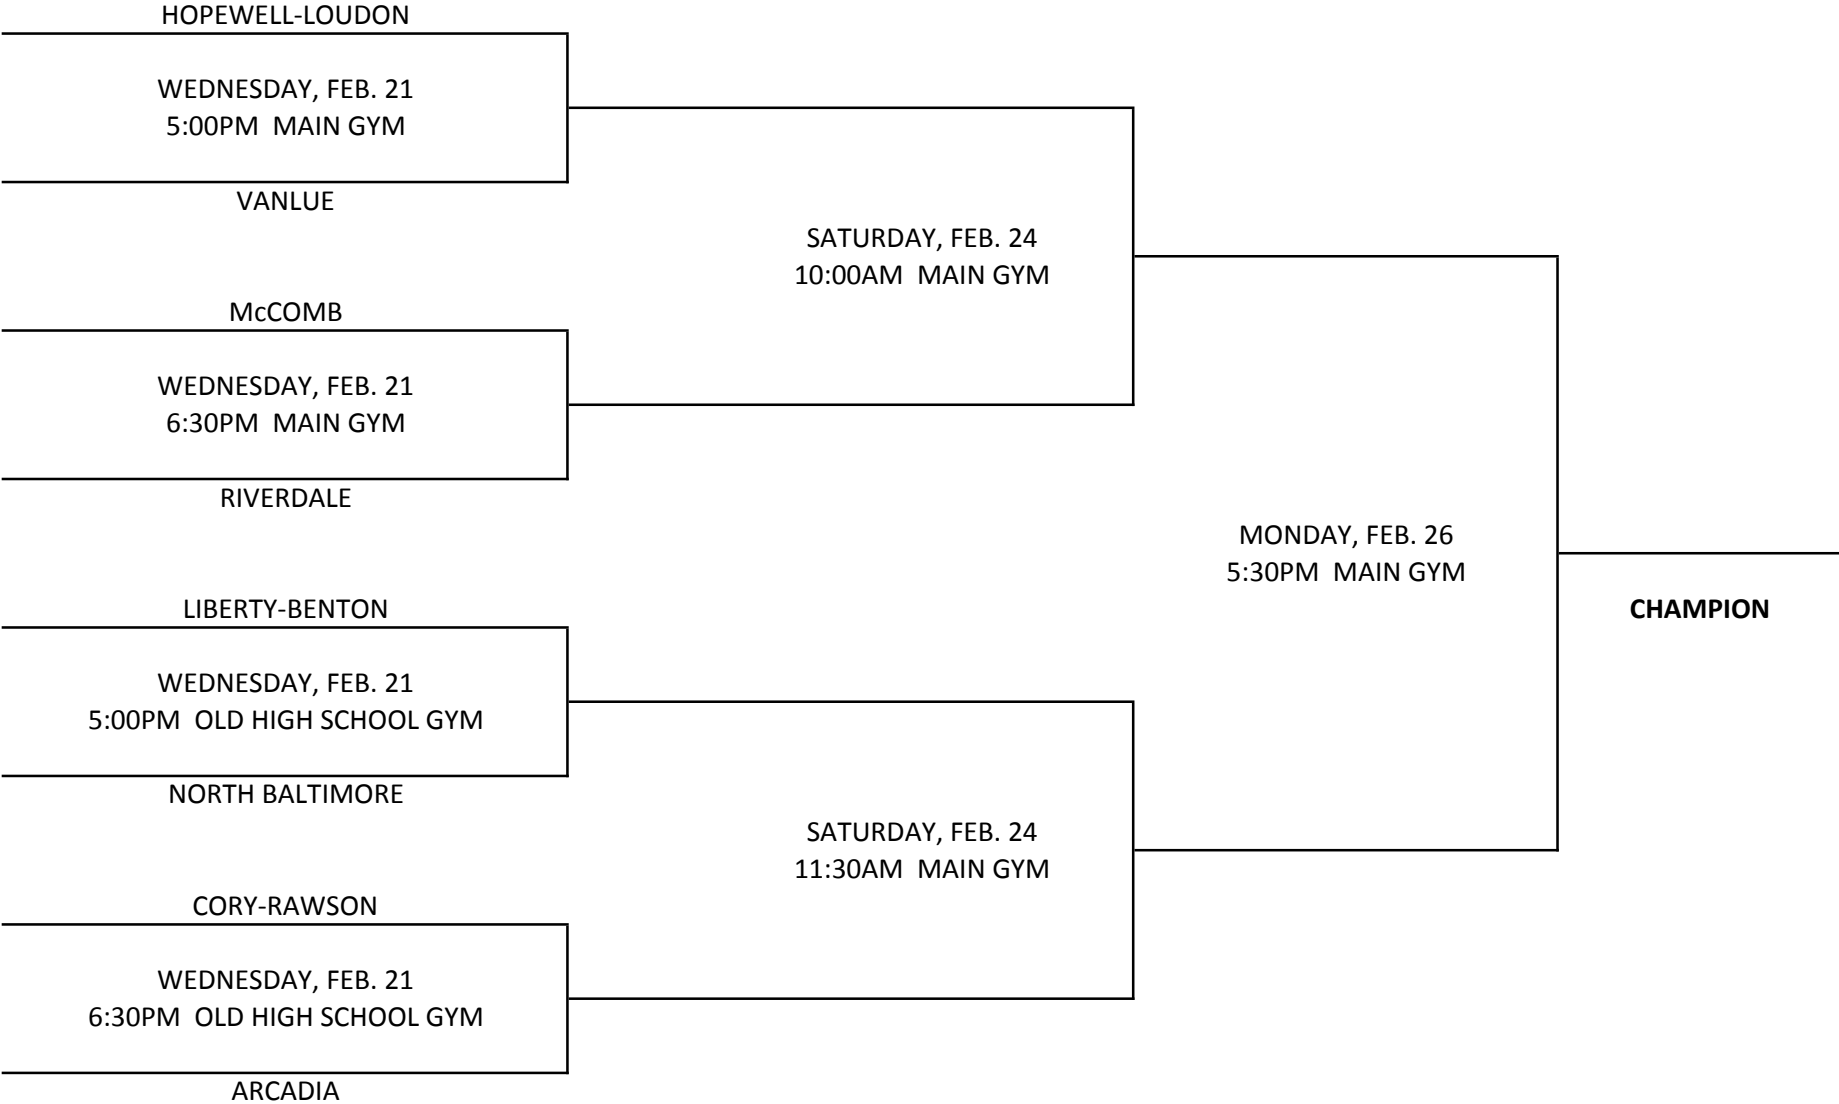 HOPEWELL-LOUDON
WEDNESDAY, FEB. 21
5:00PM  MAIN GYM
VANLUE
SATURDAY, FEB. 24
10:00AM  MAIN GYM
McCOMB
WEDNESDAY, FEB. 21
6:30PM  MAIN GYM
RIVERDALE
MONDAY, FEB. 26
5:30PM  MAIN GYM
CHAMPION
LIBERTY-BENTON
WEDNESDAY, FEB. 21
5:00PM  OLD HIGH SCHOOL GYM
NORTH BALTIMORE
SATURDAY, FEB. 24
11:30AM  MAIN GYM
CORY-RAWSON
WEDNESDAY, FEB. 21
6:30PM  OLD HIGH SCHOOL GYM
ARCADIA